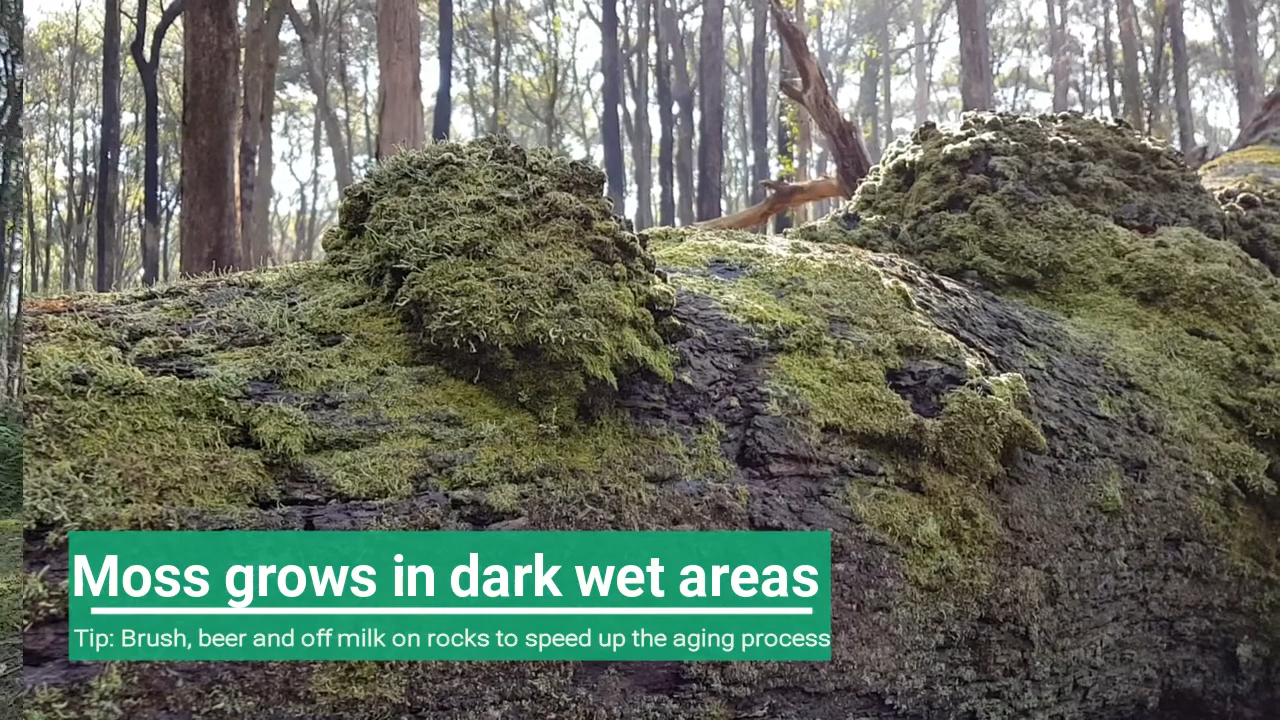 Moss grows in dark wet areas
Tip: Brush, beer and off milk on rocks to speed up the aging process